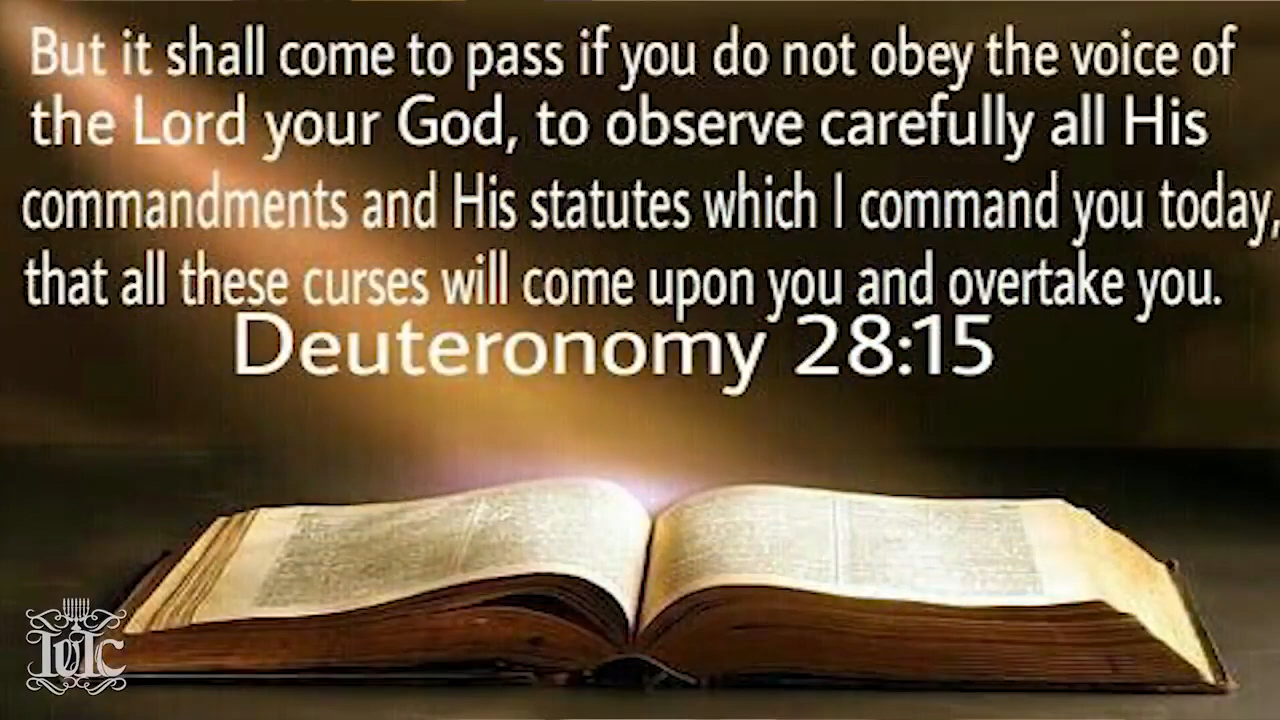 But it shall come to pass if you do not obey the voice of
the Lord your God, to observe carefully all His
commandments and His statutes which I command you today,
that all these curses will come upon you and overtake you.
Deuteronomy 28:15
IUIC